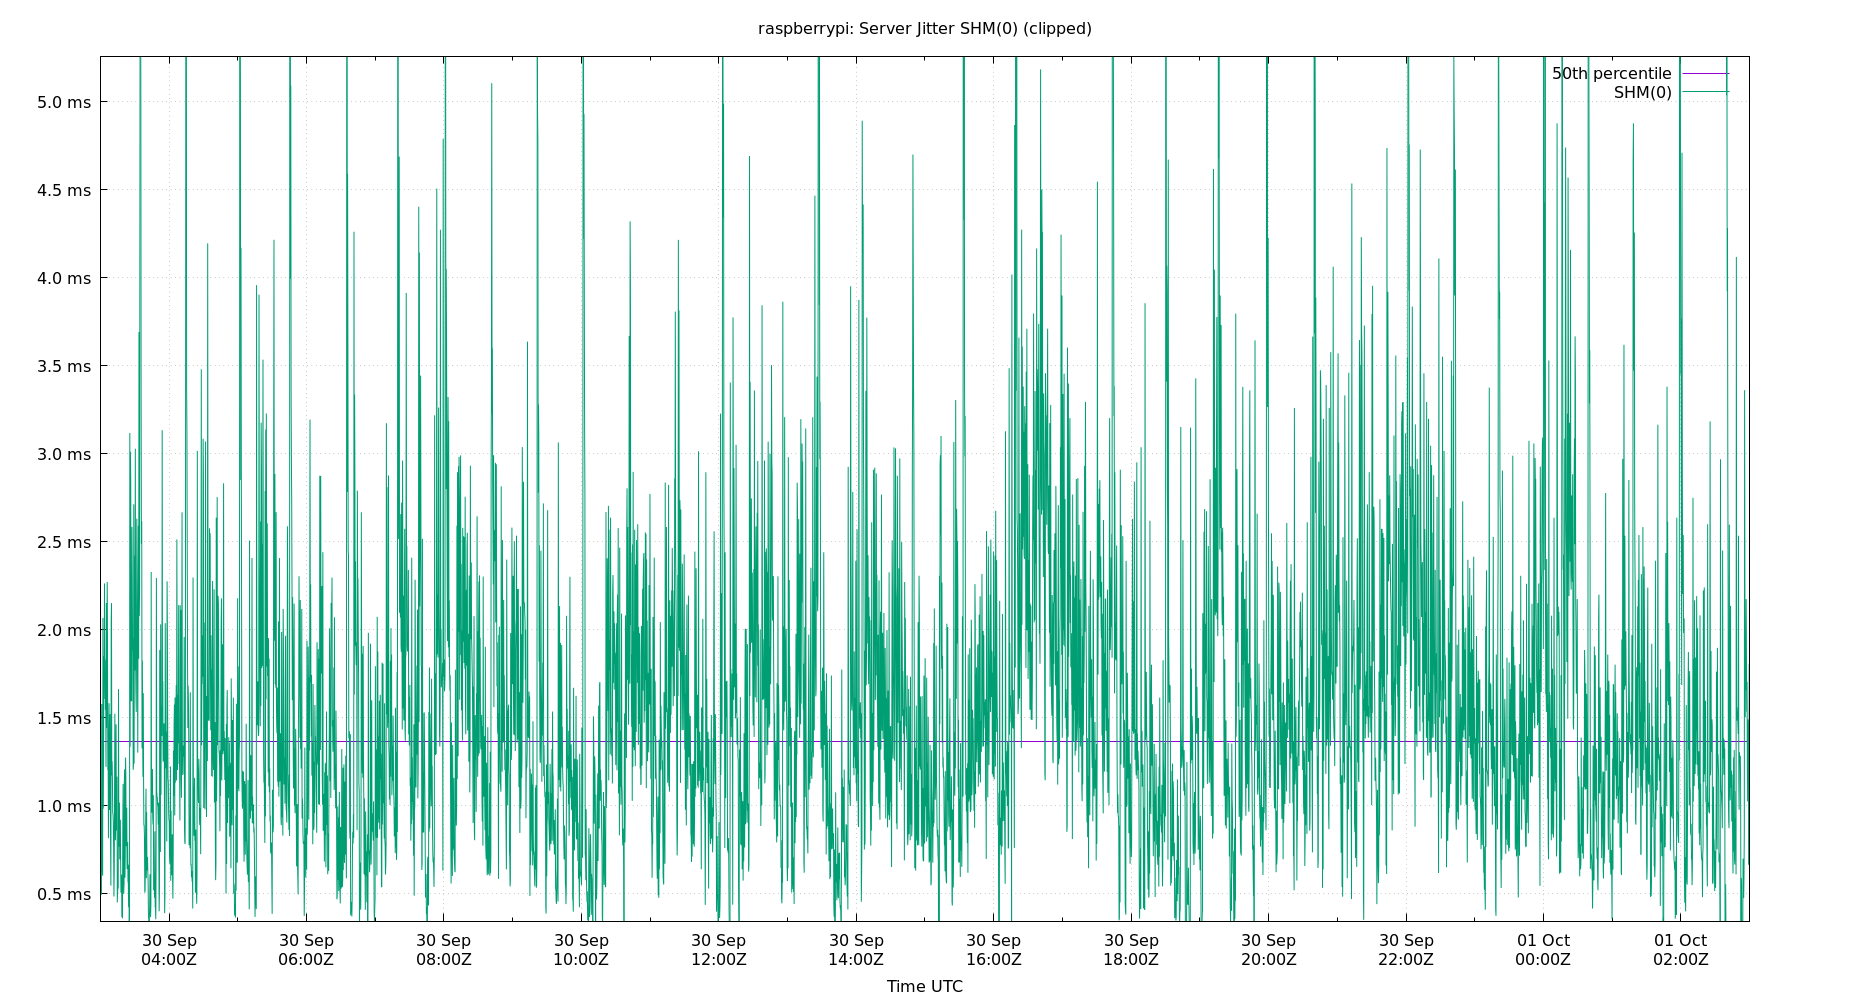 raspberrypi: Server Jitter SHM(0) (clipped)
50th percentile
SHM(0)
5.0 ms
4.5 ms
4.0 ms
3.5 ms
3.0 ms
2.5 ms
2.0 ms
1.5 ms
1.0 ms
0.5 ms
30 Sep 30 Sep 30 Sep 30 Sep 30 Sep 30 Sep 30 Sep 30 Sep 30 Sep 30 Sep 01 Oct 01 Oct
04:00Z 06:00Z 08:00Z 10:00Z 12:00Z 14:00Z 16:00Z 18:00Z 20:00Z 22:00Z 00:00Z 02:00Z
Time UTC